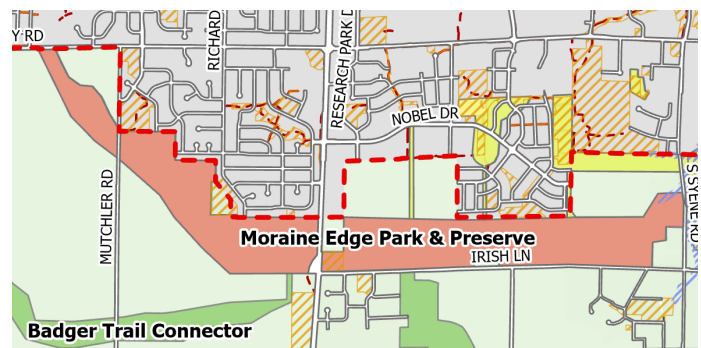 Y RD
RICHARD
RESEARCH PARK D
NOBEL DR
MUTCHLER RD
S SYENE RD
Moraine Edge Park & Preserve
IRISH LN
Badger Trail Connector